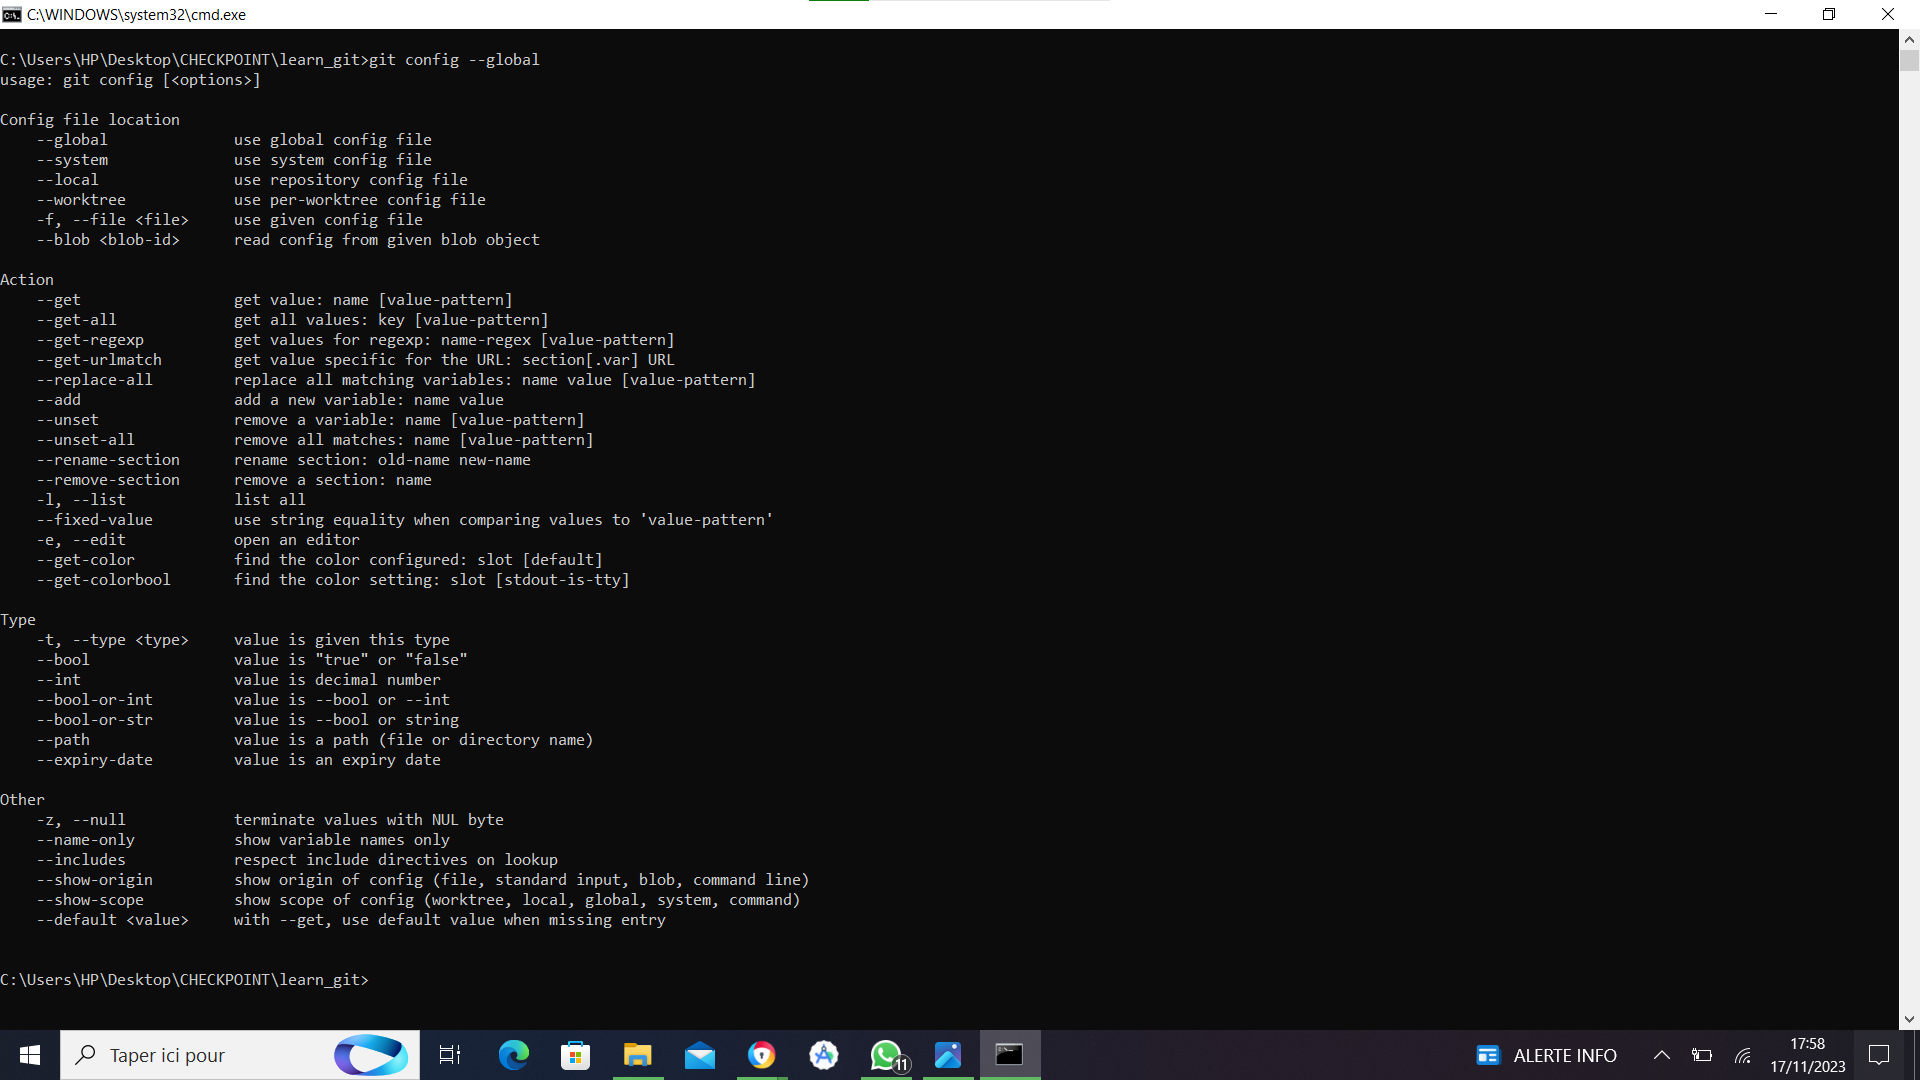 C:\WINDOWS\system32\cmd.exe
C:\Users\HP\Desktop\CHECKPOINT\learn_git>git config --global
usage: git config [<options>]
Config file location
    --global              use global config file
    --system              use system config file
    --local               use repository config file
    --worktree            use per-worktree config file
    -f, --file <file>     use given config file
    --blob <blob-id>      read config from given blob object
Action
    --get                 get value: name [value-pattern]
    --get-all             get all values: key [value-pattern]
    --get-regexp          get values for regexp: name-regex [value-pattern]
    --get-urlmatch        get value specific for the URL: section[.var] URL
    --replace-all         replace all matching variables: name value [value-pattern]
    --add                 add a new variable: name value
    --unset               remove a variable: name [value-pattern]
    --unset-all           remove all matches: name [value-pattern]
    --rename-section      rename section: old-name new-name
    --remove-section      remove a section: name
    -l, --list            list all
    --fixed-value         use string equality when comparing values to 'value-pattern'
    -e, --edit            open an editor
    --get-color           find the color configured: slot [default]
    --get-colorbool       find the color setting: slot [stdout-is-tty]
Type
    -t, --type <type>     value is given this type
    --bool                value is "true" or "false"
    --int                 value is decimal number
    --bool-or-int         value is --bool or --int
    --bool-or-str         value is --bool or string
    --path                value is a path (file or directory name)
    --expiry-date         value is an expiry date
Other
    -z, --null            terminate values with NUL byte
    --name-only           show variable names only
    --includes            respect include directives on lookup
    --show-origin         show origin of config (file, standard input, blob, command line)
    --show-scope          show scope of config (worktree, local, global, system, command)
    --default <value>     with --get, use default value when missing entry
C:\Users\HP\Desktop\CHECKPOINT\learn_git>
Taper ici pour
11
ALERTE INFO
17:58
17/11/2023